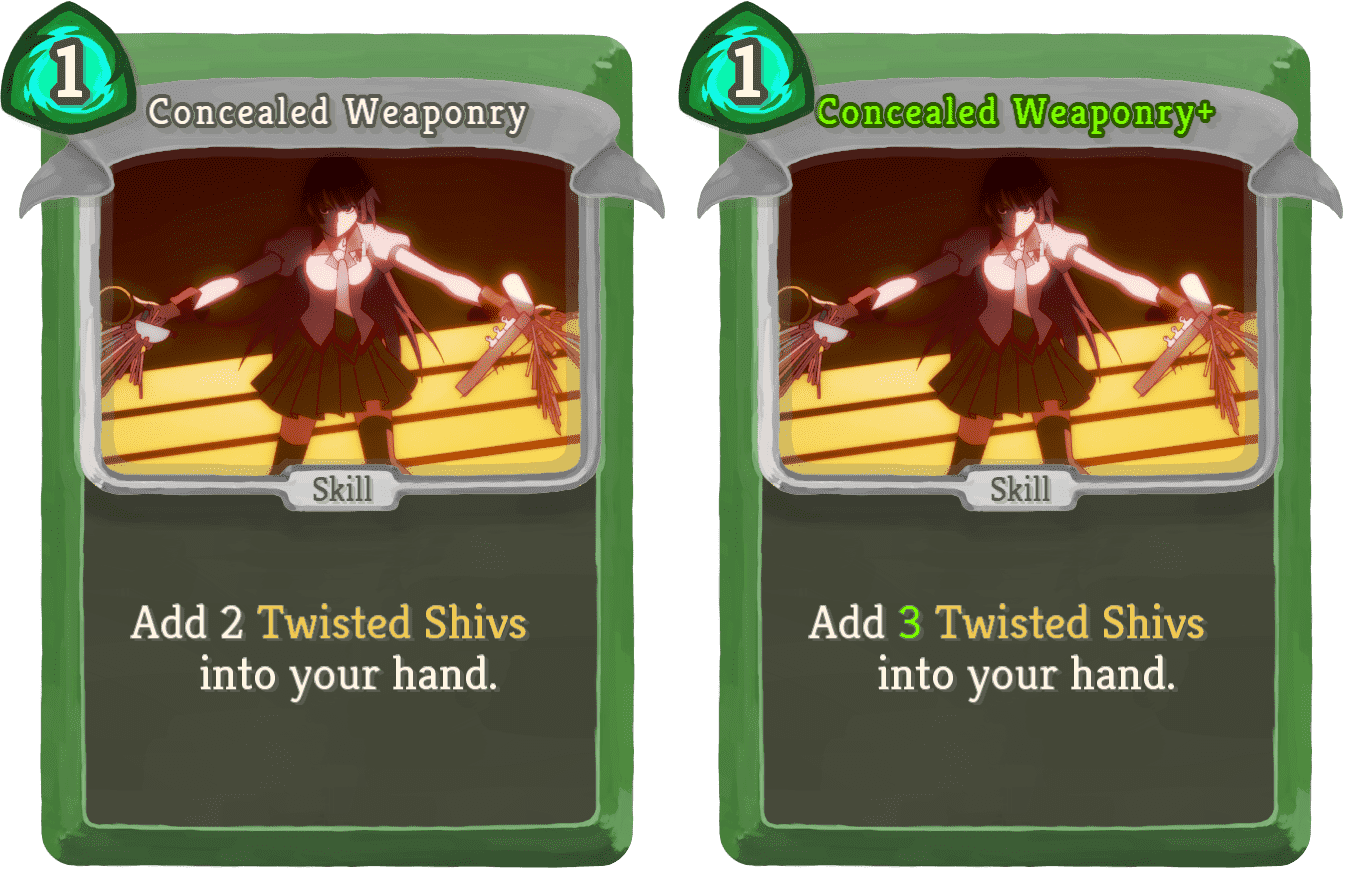 1
Concealed Weaponry
Skill
Add 2 Twisted Shivs
into your hand.
1
Concealed Weaponry+
Skill
Add 3 Twisted Shivs
into your hand.